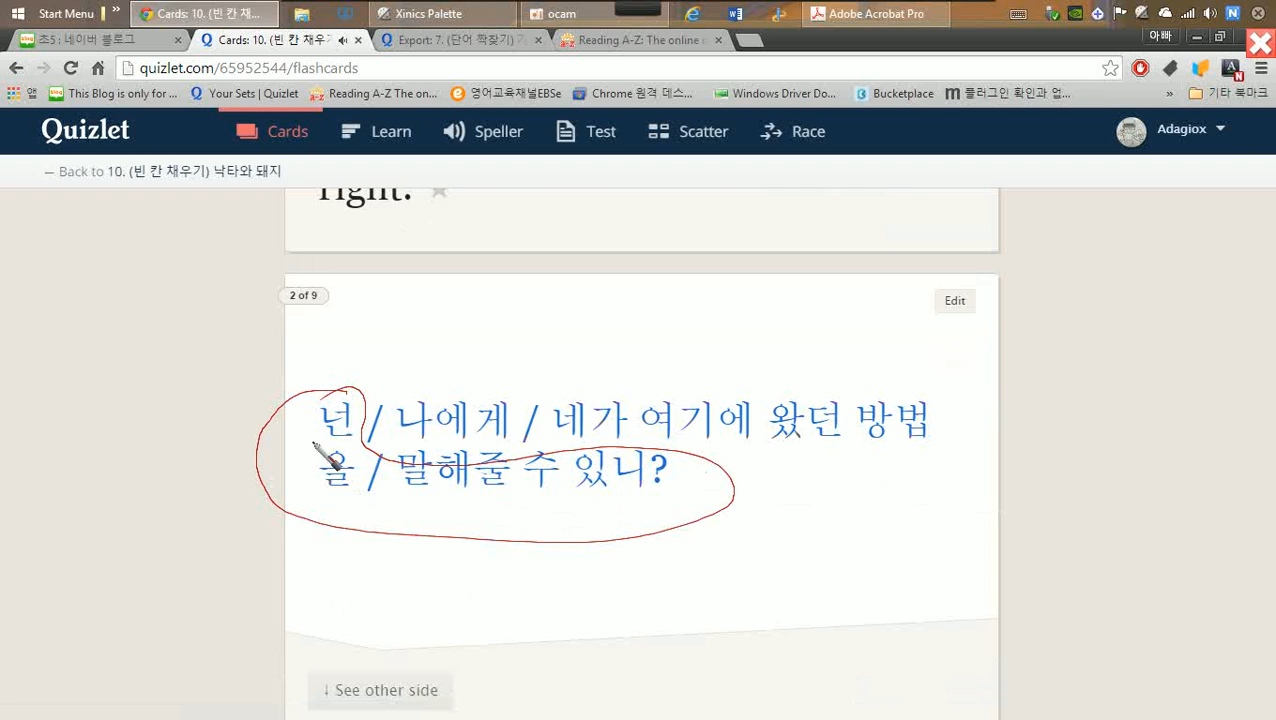 Start Menu » Cards: 10. (빈 칸 채... Xinics Palette ocam Adobe Acrobat Pro N
초5 : 네이버 블로그 Cards: 10. (빈 칸 채우 Export: 7. (단어 짝찾기) Reading A-Z: The online 아빠
quizlet.com/65952544/flashcards
앱 This Blog is only for ... Your Sets | Quizlet Reading A-Z The on... 영어교육채널EBSe Chrome 원격 데스... Windows Driver Do... Bucketplace 플러그인 확인과 업... » 기타 북마크
Quizlet Cards Learn Speller Test Scatter Race Adagiox
← Back to 10. (빈 칸 채우기) 낙타와 돼지
right.
2 of 9 Edit
넌 / 나에게 / 네가 여기에 왔던 방법
을 / 말해줄 수 있니?
↓ See other side